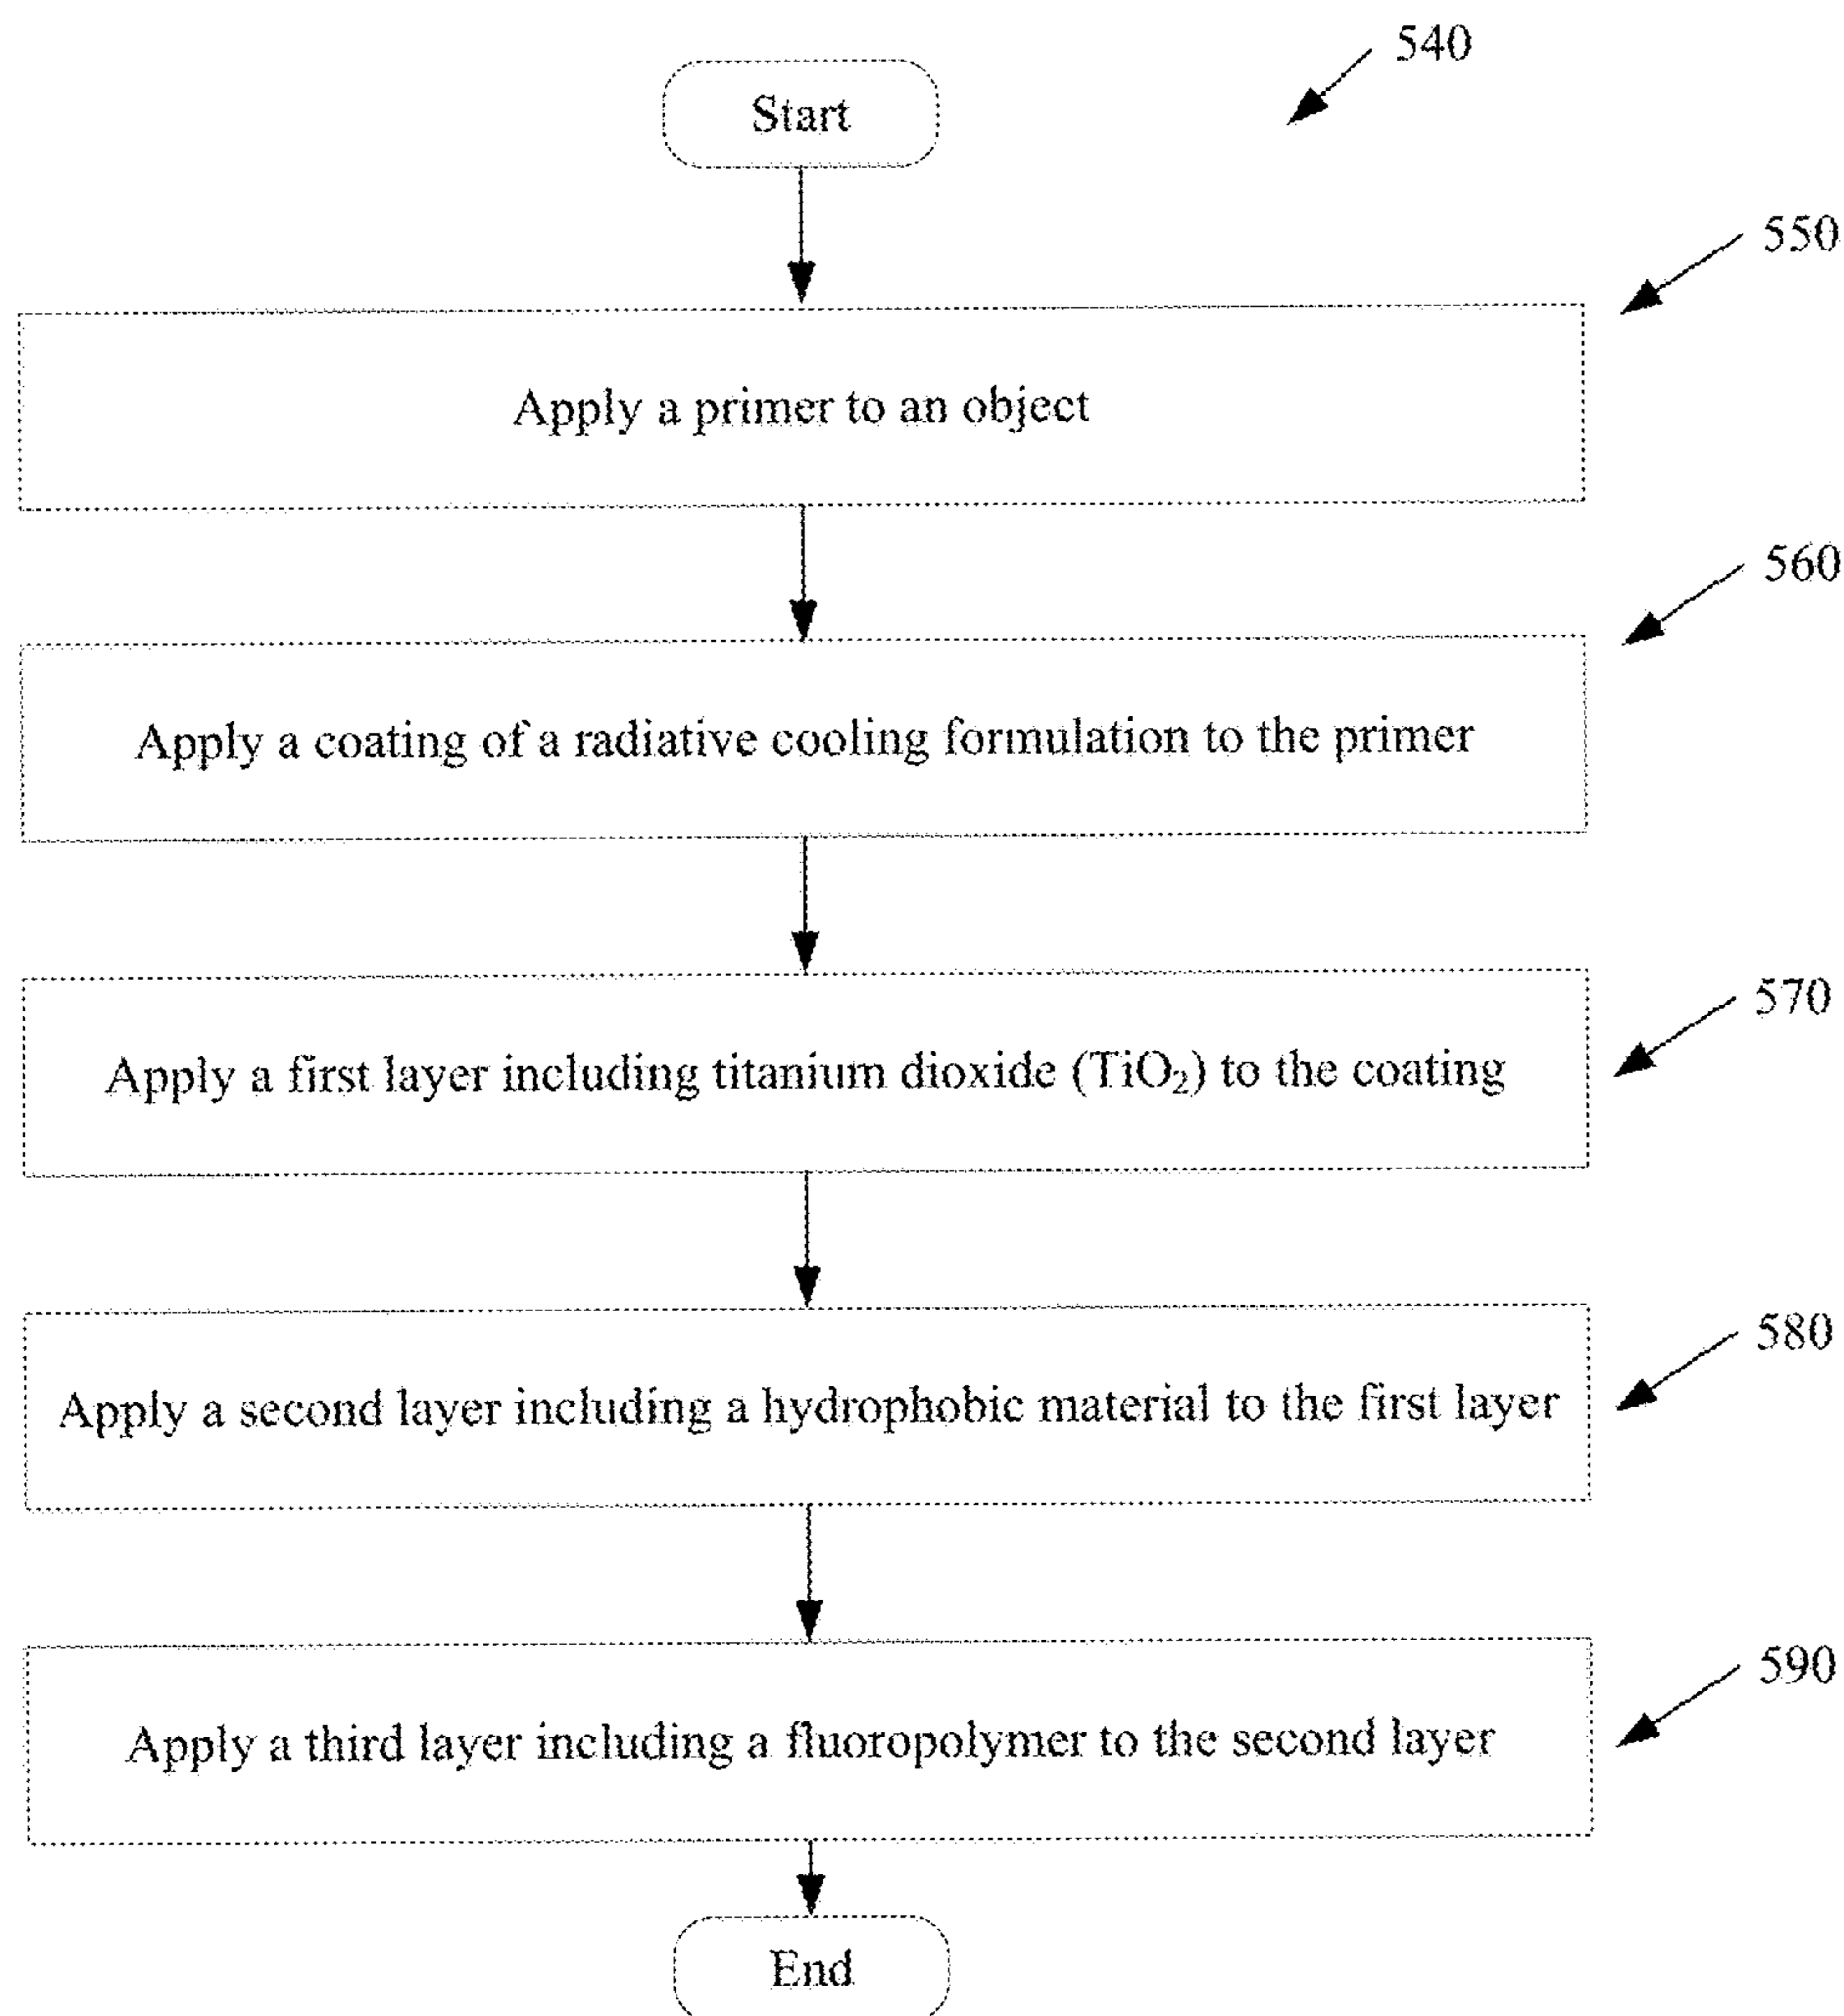 540
Start
550
Apply a primer to an object
560
Apply a coating of a radiative cooling formulation to the primer
570
Apply a first layer including titanium dioxide (TiO₂) to the coating
580
Apply a second layer including a hydrophobic material to the first layer
590
Apply a third layer including a fluoropolymer to the second layer
End